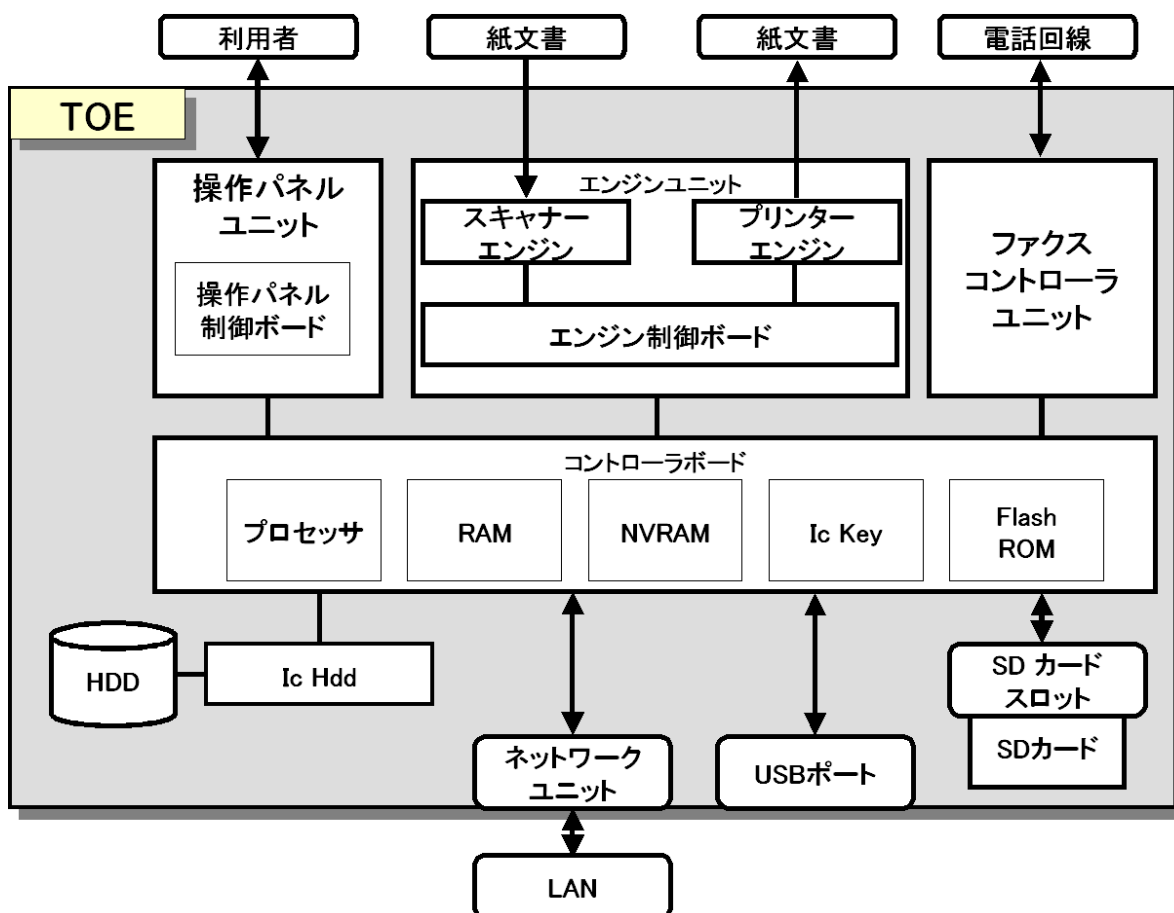 利用者
紙文書
紙文書
電話回線
TOE
操作パネル
ユニット
操作パネル
制御ボード
エンジンユニット
スキャナー
エンジン
プリンター
エンジン
エンジン制御ボード
ファクス
コントローラ
ユニット
コントローラボード
プロセッサ
RAM
NVRAM
Ic Key
Flash
ROM
HDD
Ic Hdd
ネットワーク
ユニット
USBポート
SD カード
スロット
SDカード
LAN